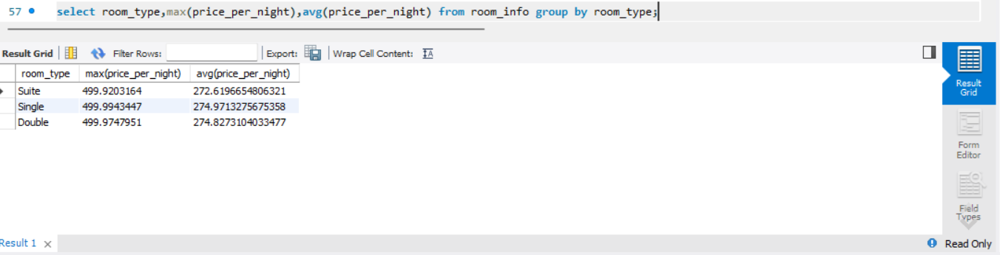 57 select room_type,max(price_per_night),avg(price_per_night) from room_info group by room_type;
Result Grid Filter Rows: Export: Wrap Cell Content: IA
room_type max(price_per_night) avg(price_per_night)
Suite 499.9203164 272.6196654806321
Single 499.9943447 274.9713275675358
Double 499.9747951 274.8273104033477
Result Grid
Form Editor
Field Types
Result 1 ×
Read Only